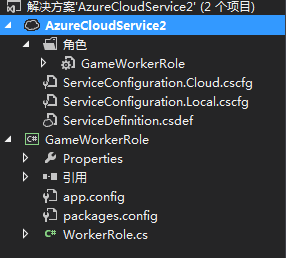 解决方案'AzureCloudService2' (2 个项目)
AzureCloudService2
角色
GameWorkerRole
ServiceConfiguration.Cloud.cscfg
ServiceConfiguration.Local.cscfg
ServiceDefinition.csdef
C# GameWorkerRole
Properties
引用
app.config
packages.config
C# WorkerRole.cs